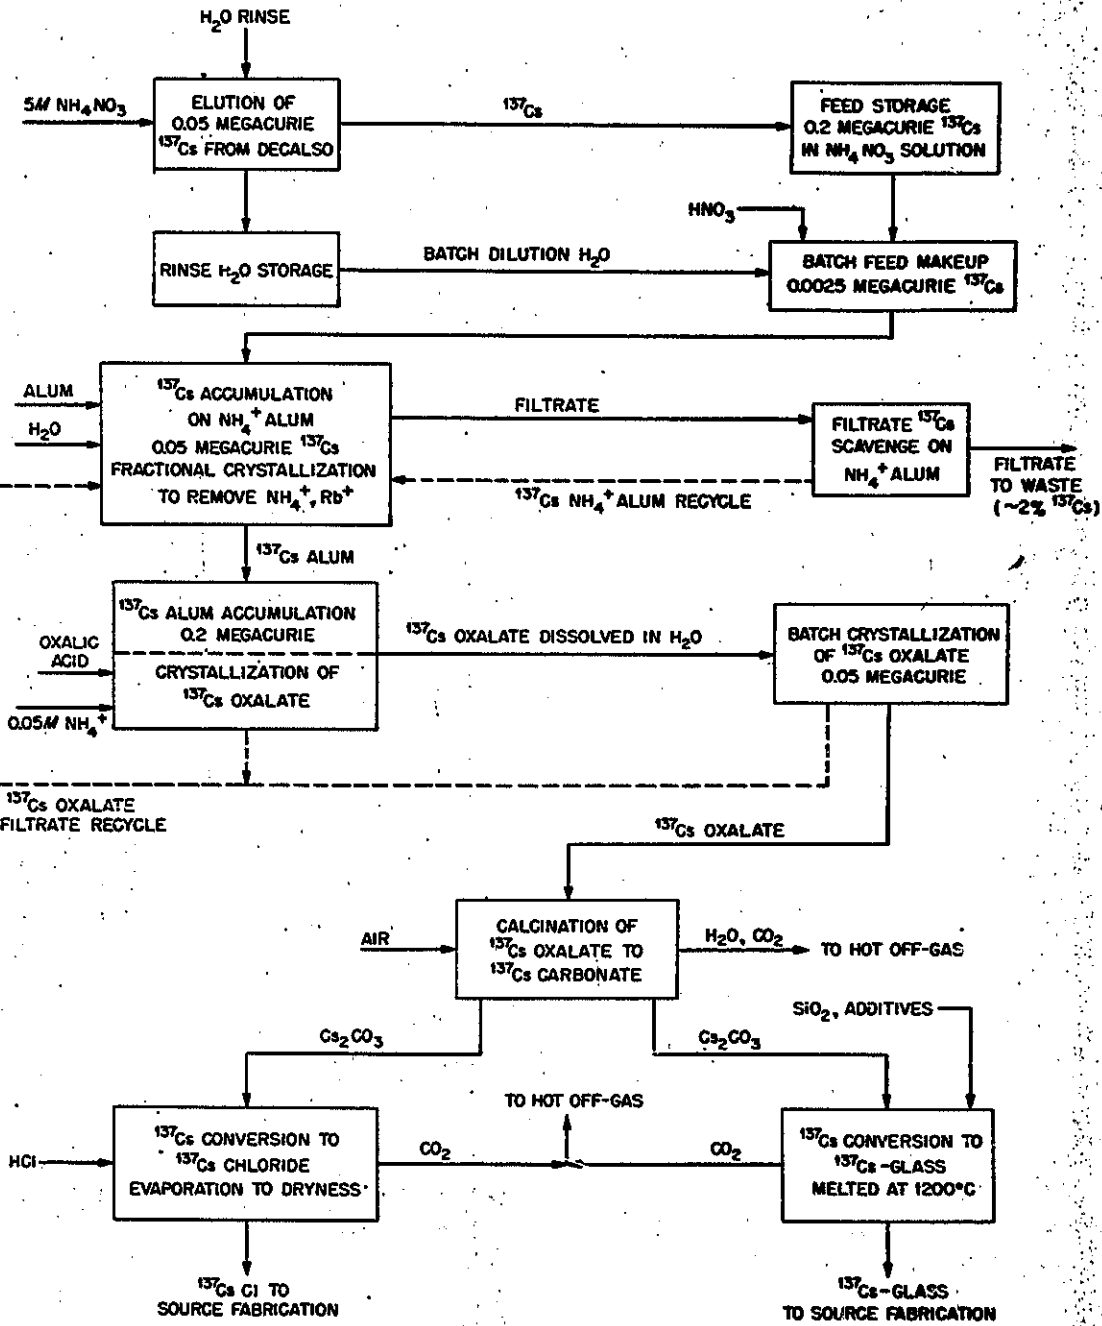 H₂O RINSE
5M NH₄NO₃
ELUTION OF
0.05 MEGACURIE
¹³⁷Cs FROM DECALSO
¹³⁷Cs
FEED STORAGE
0.2 MEGACURIE ¹³⁷Cs
IN NH₄NO₃ SOLUTION
HNO₃
RINSE H₂O STORAGE
BATCH DILUTION H₂O
BATCH FEED MAKEUP
0.0025 MEGACURIE ¹³⁷Cs
ALUM
H₂O
¹³⁷Cs ACCUMULATION
ON NH₄⁺ ALUM
0.05 MEGACURIE ¹³⁷Cs
FRACTIONAL CRYSTALLIZATION
TO REMOVE NH₄⁺, Rb⁺
FILTRATE
¹³⁷Cs NH₄⁺ ALUM RECYCLE
FILTRATE ¹³⁷Cs
SCAVENGE ON
NH₄⁺ ALUM
FILTRATE
TO WASTE
(~2% ¹³⁷Cs)
¹³⁷Cs ALUM
OXALIC
ACID
0.05M NH₄⁺
¹³⁷Cs ALUM ACCUMULATION
0.2 MEGACURIE
CRYSTALLIZATION OF
¹³⁷Cs OXALATE
¹³⁷Cs OXALATE DISSOLVED IN H₂O
BATCH CRYSTALLIZATION
OF ¹³⁷Cs OXALATE
0.05 MEGACURIE
¹³⁷Cs OXALATE
FILTRATE RECYCLE
¹³⁷Cs OXALATE
AIR
CALCINATION OF
¹³⁷Cs OXALATE TO
¹³⁷Cs CARBONATE
H₂O, CO₂
TO HOT OFF-GAS
Cs₂CO₃
Cs₂CO₃
SiO₂, ADDITIVES
TO HOT OFF-GAS
HCl
¹³⁷Cs CONVERSION TO
¹³⁷Cs CHLORIDE
EVAPORATION TO DRYNESS
CO₂
CO₂
¹³⁷Cs CONVERSION TO
¹³⁷Cs-GLASS
MELTED AT 1200°C
¹³⁷Cs Cl TO
SOURCE FABRICATION
¹³⁷Cs-GLASS
TO SOURCE FABRICATION